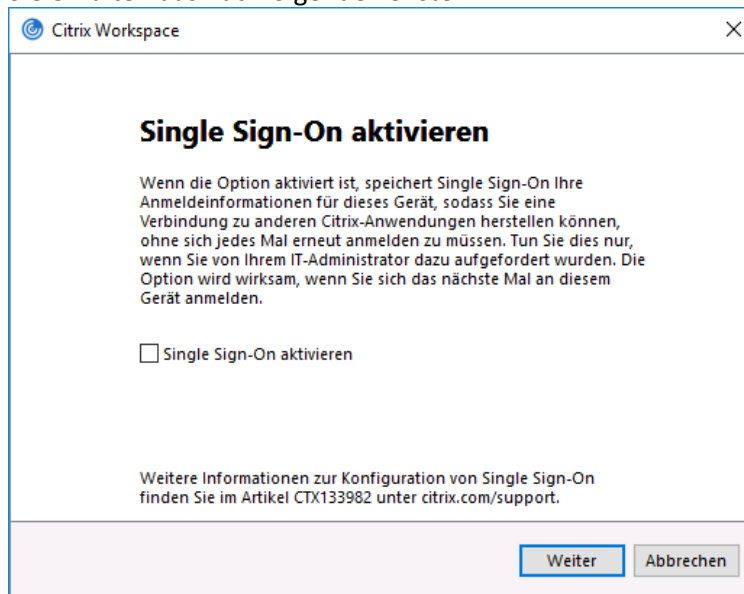 Citrix Workspace
Single Sign-On aktivieren
Wenn die Option aktiviert ist, speichert Single Sign-On Ihre
Anmeldeinformationen für dieses Gerät, sodass Sie eine
Verbindung zu anderen Citrix-Anwendungen herstellen können,
ohne sich jedes Mal erneut anmelden zu müssen. Tun Sie dies nur,
wenn Sie von Ihrem IT-Administrator dazu aufgefordert wurden. Die
Option wird wirksam, wenn Sie sich das nächste Mal an diesem
Gerät anmelden.
Single Sign-On aktivieren
Weitere Informationen zur Konfiguration von Single Sign-On
finden Sie im Artikel CTX133982 unter citrix.com/support.
Weiter Abbrechen